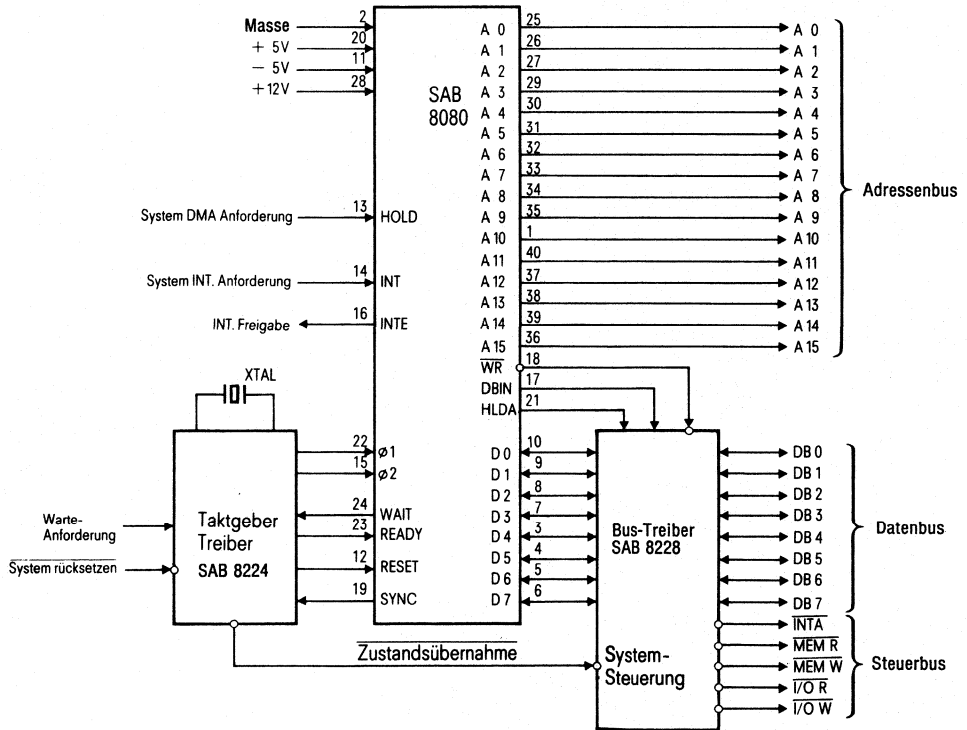 Masse 2
+ 5V 20
− 5V 11
+12V 28
SAB
8080
System DMA Anforderung 13 HOLD
System INT. Anforderung 14 INT
INT. Freigabe 16 INTE
A 0 25 A 0
A 1 26 A 1
A 2 27 A 2
A 3 29 A 3
A 4 30 A 4
A 5 31 A 5
A 6 32 A 6
A 7 33 A 7
A 8 34 A 8
A 9 35 A 9
A 10 1 A 10
A 11 40 A 11
A 12 37 A 12
A 13 38 A 13
A 14 39 A 14
A 15 36 A 15
Adressenbus
W̅R̅ 18
DBIN 17
HLDA 21
XTAL
Taktgeber
Treiber
SAB 8224
Warte-
Anforderung
S̅y̅s̅t̅e̅m̅ r̅ü̅c̅k̅s̅e̅t̅z̅e̅n̅
22 ø1
15 ø2
24 WAIT
23 READY
12 RESET
19 SYNC
D 0 10
D 1 9
D 2 8
D 3 7
D 4 3
D 5 4
D 6 5
D 7 6
Bus-Treiber
SAB 8228
System-
Steuerung
Z̅u̅s̅t̅a̅n̅d̅s̅ü̅b̅e̅r̅n̅a̅h̅m̅e̅
DB 0
DB 1
DB 2
DB 3
DB 4
DB 5
DB 6
DB 7
Datenbus
I̅N̅T̅A̅
M̅E̅M̅ R̅
M̅E̅M̅ W̅
I̅/̅O̅ R̅
I̅/̅O̅ W̅
Steuerbus